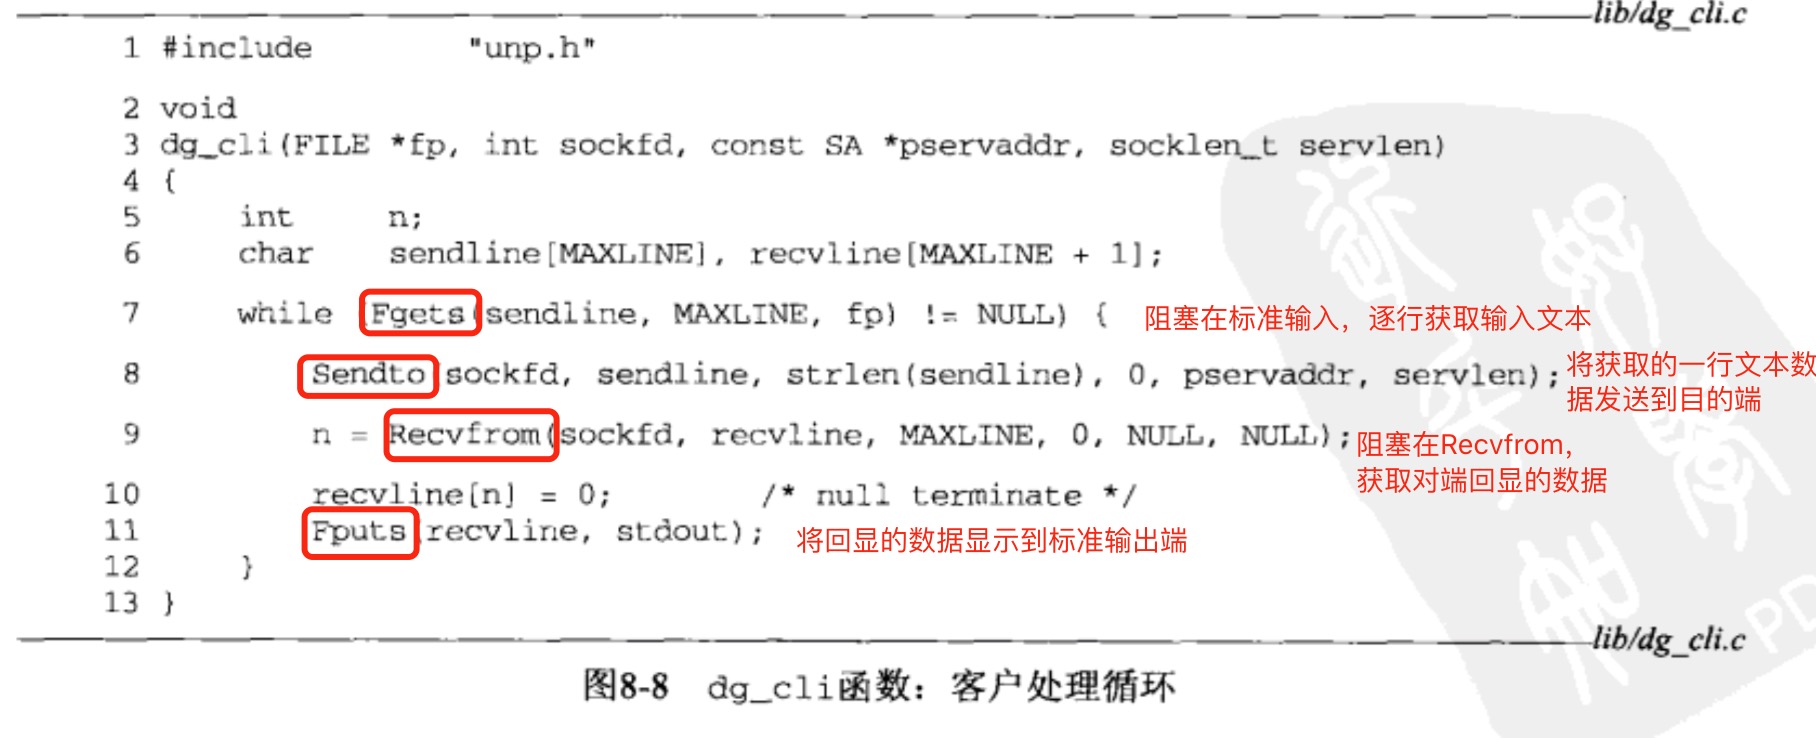 lib/dg_cli.c
1 #include "unp.h"
2 void
3 dg_cli(FILE *fp, int sockfd, const SA *pservaddr, socklen_t servlen)
4 {
5 int n;
6 char sendline[MAXLINE], recvline[MAXLINE + 1];
7 while (Fgets(sendline, MAXLINE, fp) != NULL) { 阻塞在标准输入，逐行获取输入文本
8 Sendto(sockfd, sendline, strlen(sendline), 0, pservaddr, servlen); 将获取的一行文本数
据发送到目的端
9 n = Recvfrom(sockfd, recvline, MAXLINE, 0, NULL, NULL); 阻塞在Recvfrom，
获取对端回显的数据
10 recvline[n] = 0; /* null terminate */
11 Fputs(recvline, stdout); 将回显的数据显示到标准输出端
12 }
13 }
lib/dg_cli.c
图8-8 dg_cli函数：客户处理循环
PD